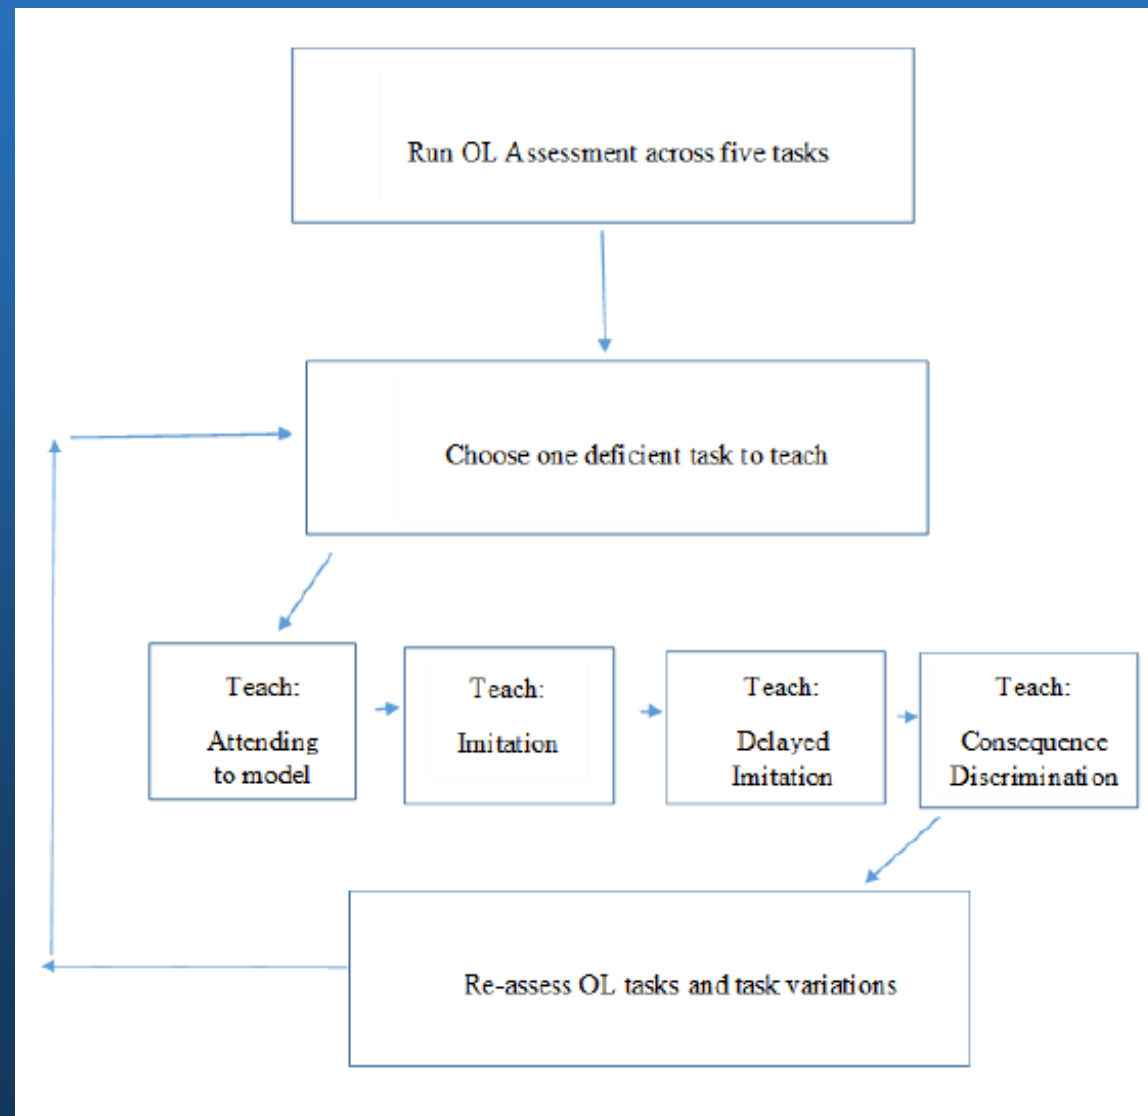 Run OL Assessment across five tasks
Choose one deficient task to teach
Teach:
Attending
to model
Teach:
Imitation
Teach:
Delayed
Imitation
Teach:
Consequence
Discrimination
Re-assess OL tasks and task variations